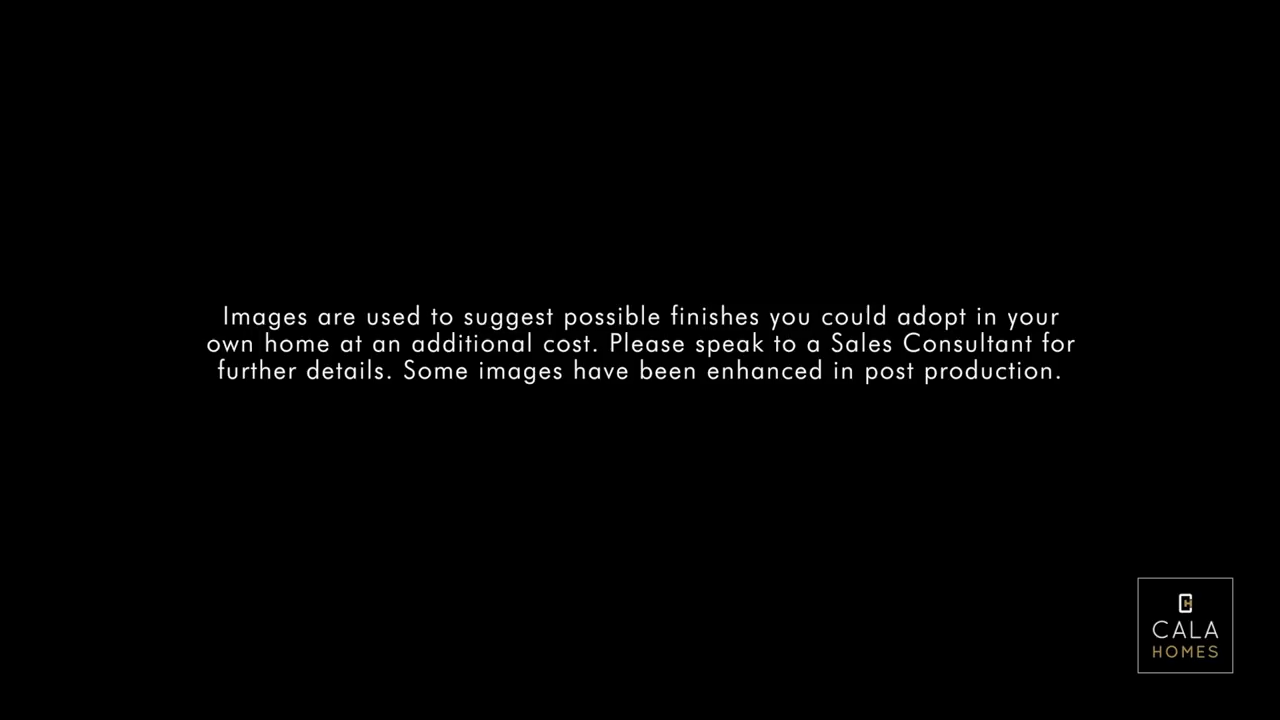 Images are used to suggest possible finishes you could adopt in your
own home at an additional cost. Please speak to a Sales Consultant for
further details. Some images have been enhanced in post production.
CALA
HOMES